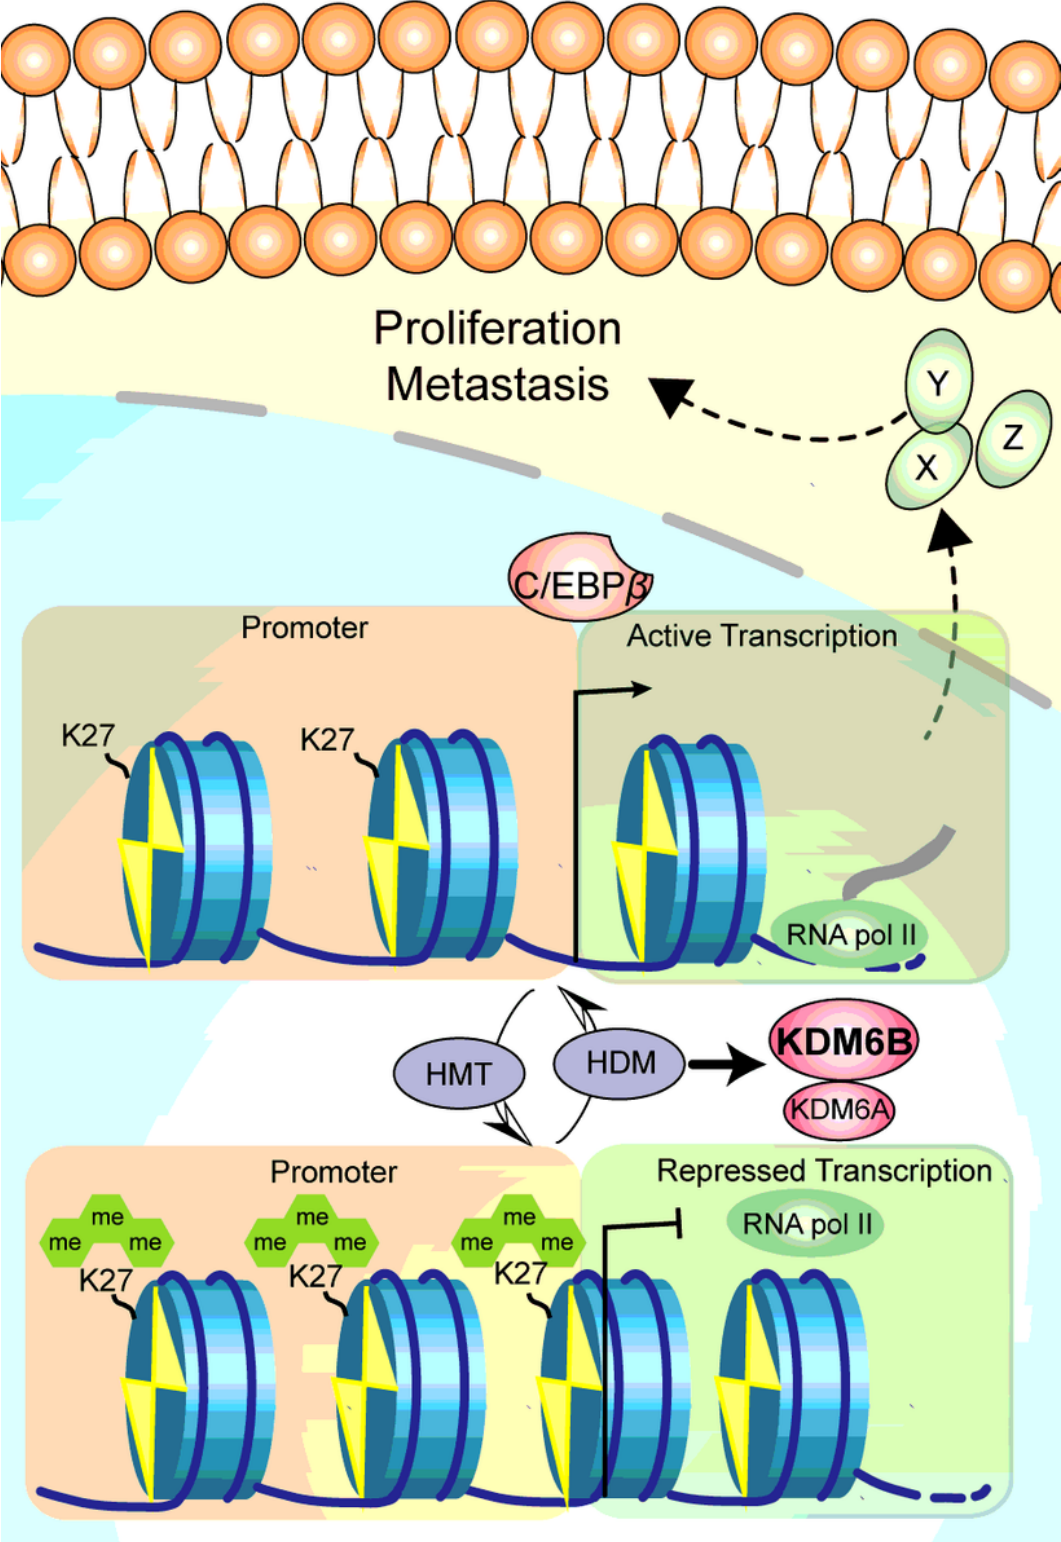 Proliferation
Metastasis
Y
Z
X
C/EBPβ
Promoter
Active Transcription
K27
K27
RNA pol II
HMT
HDM
KDM6B
KDM6A
Promoter
Repressed Transcription
me
me me
me
me me
me
me me
RNA pol II
K27
K27
K27